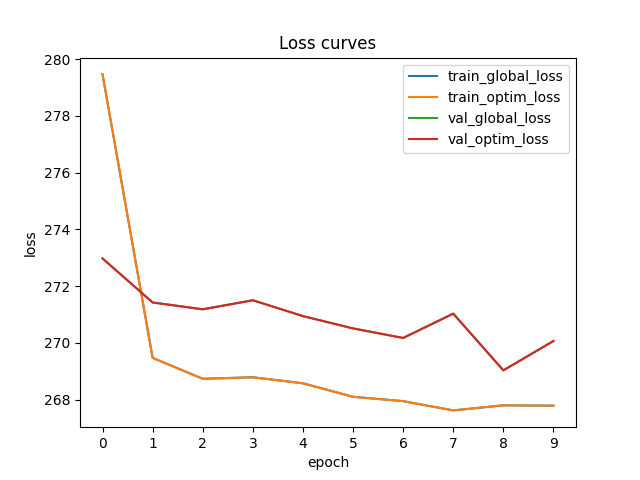 Loss curves
280
278
276
274
272
270
268
loss
train_global_loss
train_optim_loss
val_global_loss
val_optim_loss
0 1 2 3 4 5 6 7 8 9
epoch